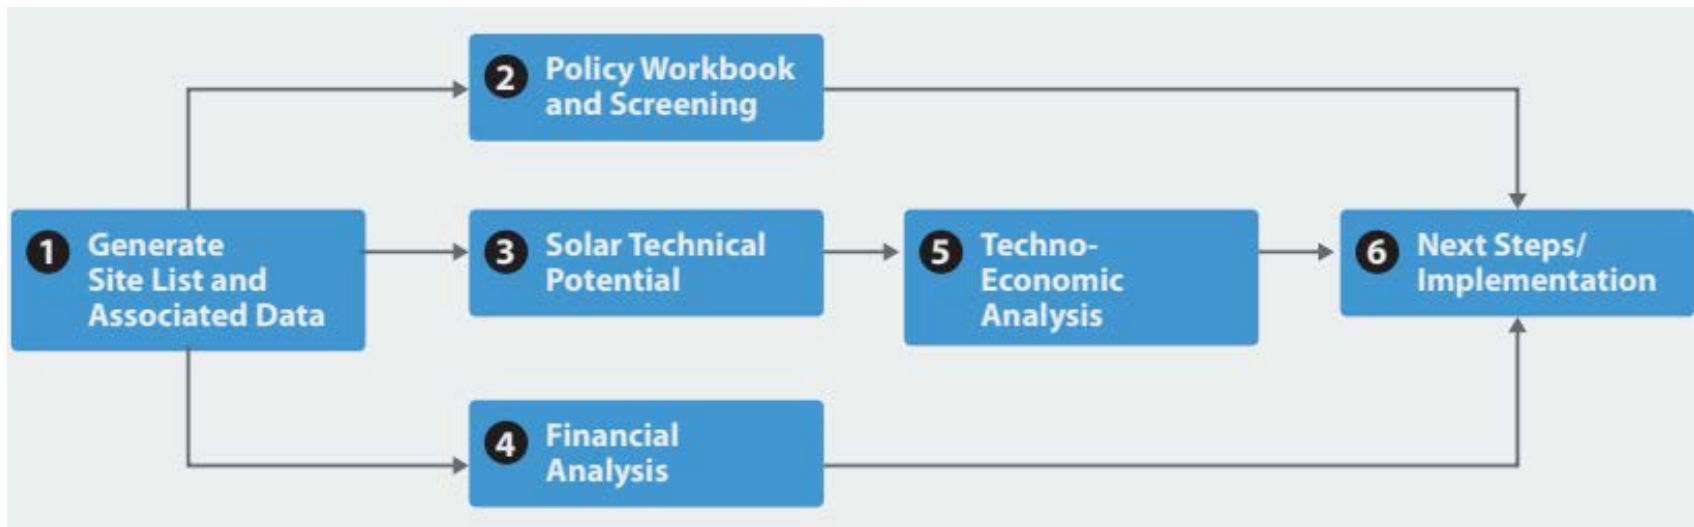 1 Generate
Site List and
Associated Data
2 Policy Workbook
and Screening
3 Solar Technical
Potential
4 Financial
Analysis
5 Techno-
Economic
Analysis
6 Next Steps/
Implementation